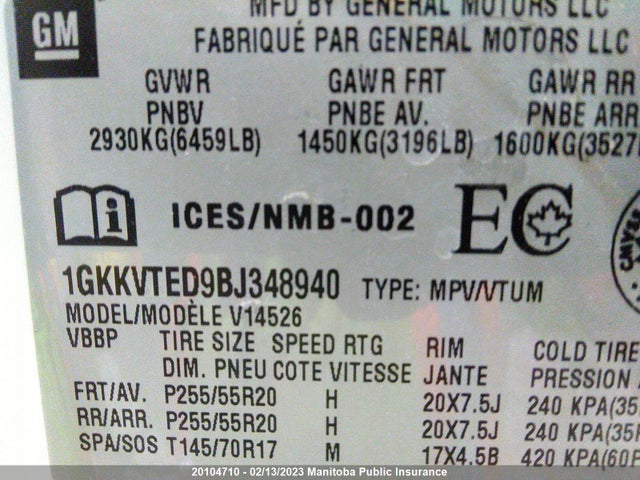 GM
MFD BY GENERAL MOTORS LLC
FABRIQUÉ PAR GENERAL MOTORS LLC
GVWR GAWR FRT GAWR RR
PNBV PNBE AV. PNBE ARR
2930KG(6459LB) 1450KG(3196LB) 1600KG(3527
i ICES/NMB-002 EC
CMVSS
1GKKVTED9BJ348940 TYPE: MPV/VTUM
MODEL/MODÈLE V14526
VBBP TIRE SIZE SPEED RTG RIM COLD TIRE
DIM. PNEU COTE VITESSE JANTE PRESSION
FRT/AV. P255/55R20 H 20X7.5J 240 KPA(35
RR/ARR. P255/55R20 H 20X7.5J 240 KPA(35
SPA/SOS T145/70R17 M 17X4.5B 420 KPA(60
20104710 - 02/13/2023 Manitoba Public Insurance